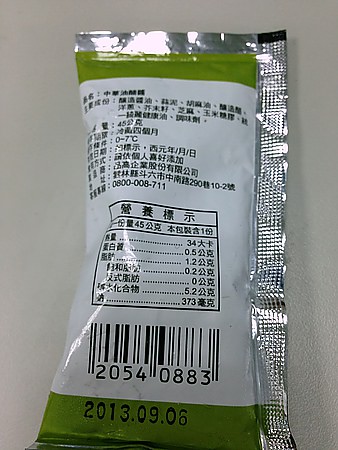 名：中華油醋醬
成份：釀造醬油、蒜泥、胡麻油、釀造醋、
洋蔥、芥末籽、芝麻、玉米糖膠、統
一綺麗健康油、調味劑，
量：45公克
冷藏四個月
0~7℃
標示：西元年/月/日
請依個人喜好添加
品高企業股份有限公司
雲林縣斗六市中南路290巷10-2號
0800-008-711
營養標示
一份量45公克 本包裝含1份
熱量 34大卡
蛋白質 0.5公克
脂肪 1.2公克
飽和脂肪 0.2公克
反式脂肪 0公克
碳水化合物 5.2公克
鈉 373毫克
2054 0883
2013.09.06